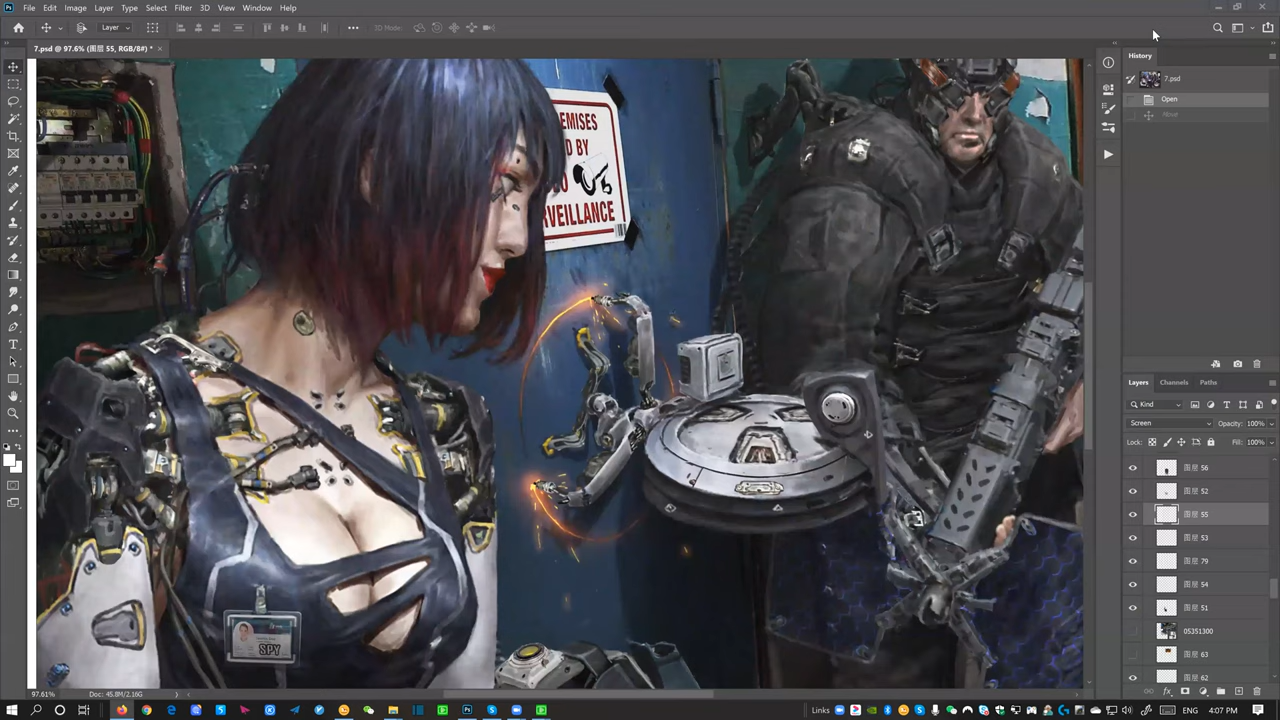 File Edit Image Layer Type Select Filter 3D View Window Help
Layer
3D Mode:
7.psd @ 97.6% (图层 55, RGB/8#) *
History
7.psd
Open
Move
EMISES
D BY
O
RVEILLANCE
SPY
Layers Channels Paths
Kind
Screen Opacity: 100%
Lock: Fill: 100%
图层 56
图层 52
图层 55
图层 53
图层 79
图层 54
图层 51
05351300
图层 63
图层 62
97.61% Doc: 45.8M/2.16G
Links
4:07 PM